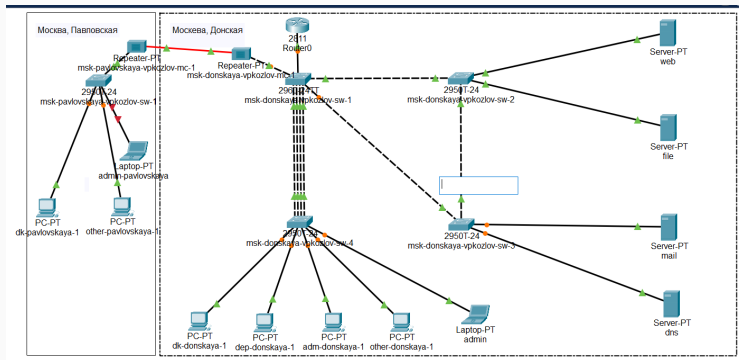 Москва, Павловская
Москева, Донская
2811
Router0
Repeater-PT
msk-pavlovskaya-vpkozlov-mc-1
Repeater-PT
msk-donskaya-vpkozlov-mc-1
2950T-24
msk-pavlovskaya-vpkozlov-sw-1
2960-24TT
msk-donskaya-vpkozlov-sw-1
2950T-24
msk-donskaya-vpkozlov-sw-2
Server-PT
web
Server-PT
file
Laptop-PT
admin-pavlovskaya
PC-PT
dk-pavlovskaya-1
PC-PT
other-pavlovskaya-1
2950T-24
msk-donskaya-vpkozlov-sw-4
2950T-24
msk-donskaya-vpkozlov-sw-3
Server-PT
mail
Server-PT
dns
PC-PT
dk-donskaya-1
PC-PT
dep-donskaya-1
PC-PT
adm-donskaya-1
PC-PT
other-donskaya-1
Laptop-PT
admin